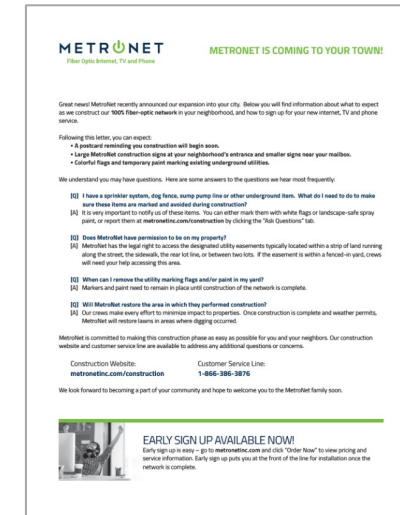 METRONET
Fiber Optic Internet, TV and Phone
METRONET IS COMING TO YOUR TOWN!
Great news! MetroNet recently announced our expansion into your city. Below you will find information about what to expect
as we construct our 100% fiber-optic network in your neighborhood, and how to sign up for your new internet, TV and phone
service.
Following this letter, you can expect:
• A postcard reminding you construction will begin soon.
• Large MetroNet construction signs at your neighborhood's entrance and smaller signs near your mailbox.
• Colorful flags and temporary paint marking existing underground utilities.
We understand you may have questions. Here are some answers to the questions we hear most frequently:
[Q] I have a sprinkler system, dog fence, sump pump line or other underground item. What do I need to do to make
sure these items are marked and avoided during construction?
[A] It is very important to notify us of these items. You can either mark them with white flags or landscape-safe spray
paint, or report them at metronetinc.com/construction by clicking the "Ask Questions" tab.
[Q] Does MetroNet have permission to be on my property?
[A] MetroNet has the legal right to access the designated utility easements typically located within a strip of land running
along the street, the sidewalk, the rear lot line, or between two lots. If the easement is within a fenced-in yard, crews
will need your help accessing this area.
[Q] When can I remove the utility marking flags and/or paint in my yard?
[A] Markers and paint need to remain in place until construction of the network is complete.
[Q] Will MetroNet restore the area in which they performed construction?
[A] Our crews make every effort to minimize impact to properties. Once construction is complete and weather permits,
MetroNet will restore lawns in areas where digging occurred.
MetroNet is committed to making this construction phase as easy as possible for you and your neighbors. Our construction
website and customer service line are available to address any additional questions or concerns.
Construction Website: Customer Service Line:
metronetinc.com/construction 1-866-386-3876
We look forward to becoming a part of your community and hope to welcome you to the MetroNet family soon.
EARLY SIGN UP AVAILABLE NOW!
Early sign up is easy – go to metronetinc.com and click "Order Now" to view pricing and
service information. Early sign up puts you at the front of the line for installation once the
network is complete.